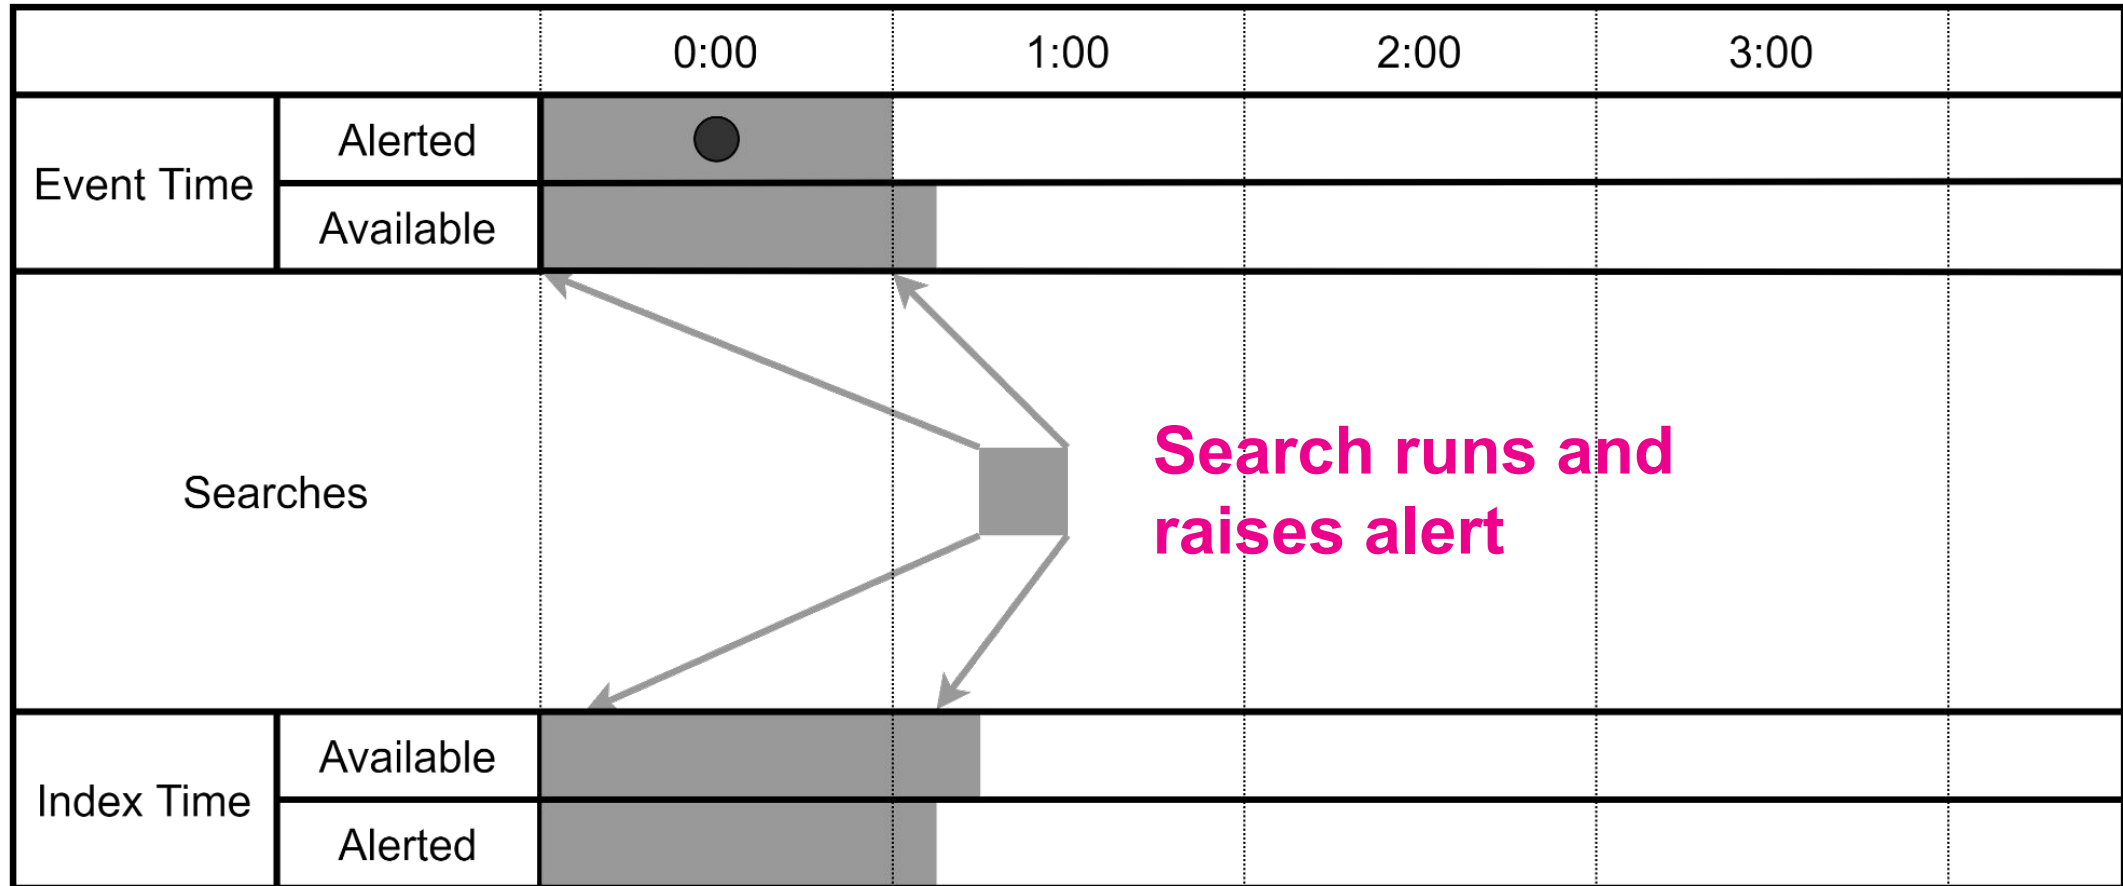 0:00 1:00 2:00 3:00
Event Time
Alerted
Available
Searches
Search runs and
raises alert
Index Time
Available
Alerted